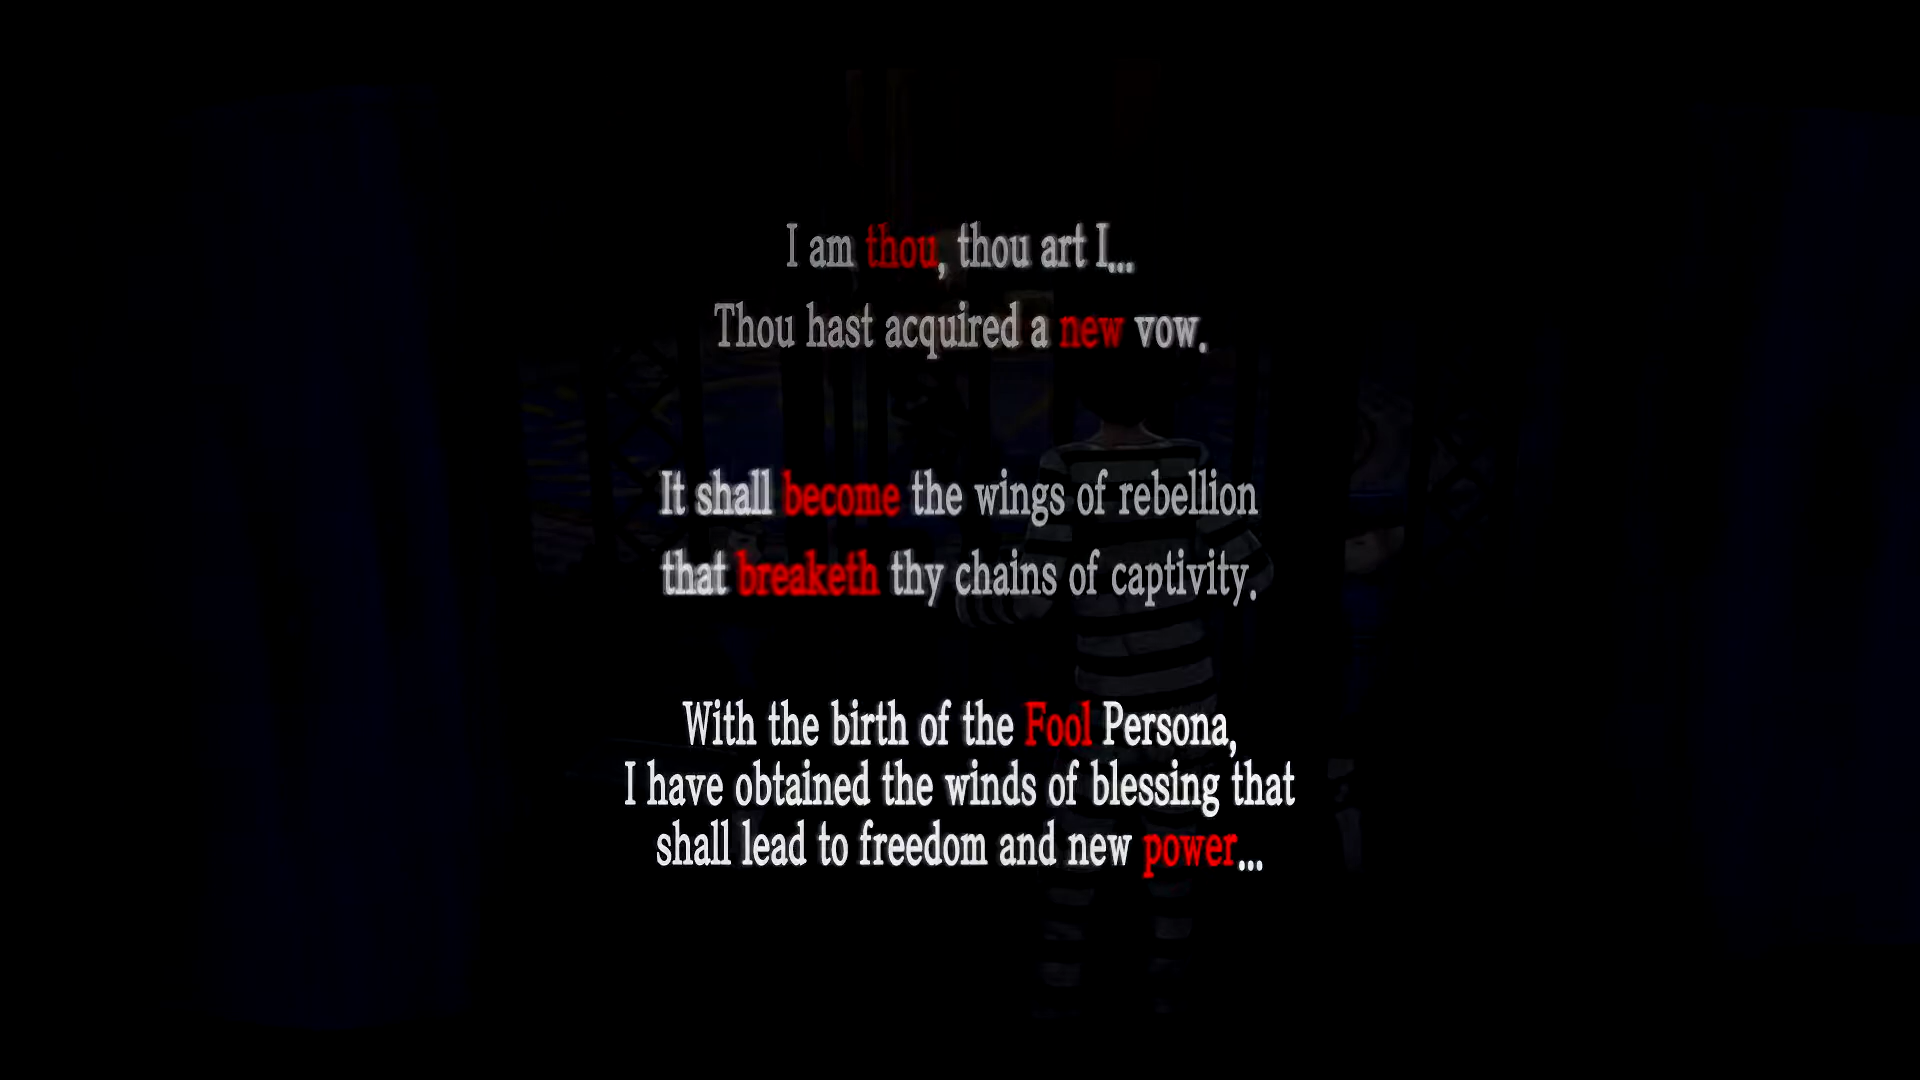 I am thou, thou art I...
Thou hast acquired a new vow.
It shall become the wings of rebellion
that breaketh thy chains of captivity.
With the birth of the Fool Persona,
I have obtained the winds of blessing that
shall lead to freedom and new power...